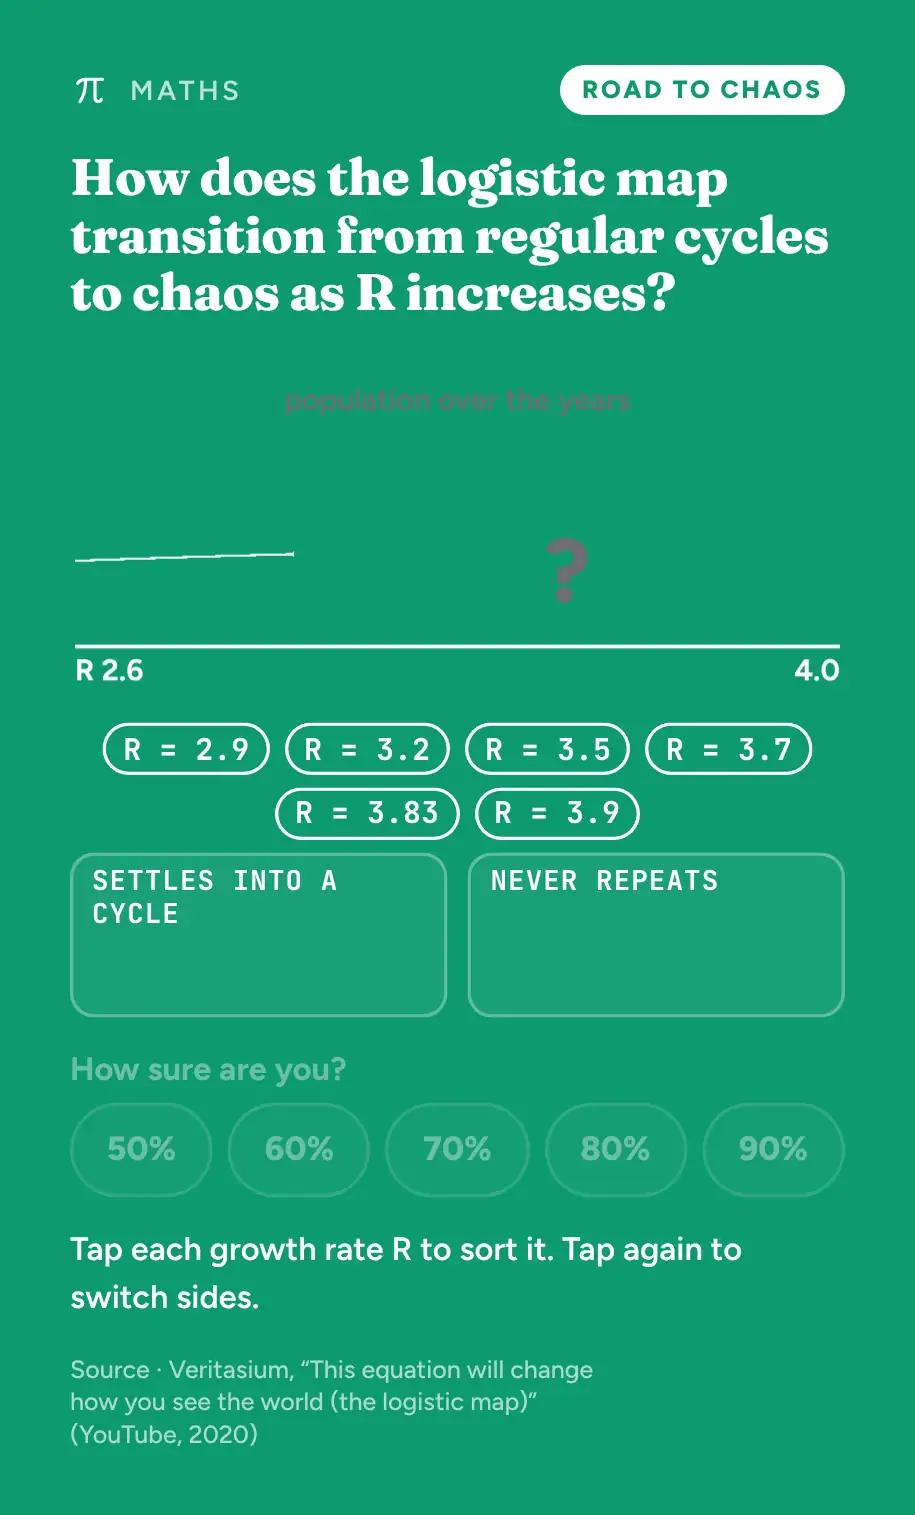 π MATHS
ROAD TO CHAOS
How does the logistic map
transition from regular cycles
to chaos as R increases?
population over the years
?
R 2.6
4.0
R = 2.9
R = 3.2
R = 3.5
R = 3.7
R = 3.83
R = 3.9
SETTLES INTO A
CYCLE
NEVER REPEATS
How sure are you?
50%
60%
70%
80%
90%
Tap each growth rate R to sort it. Tap again to
switch sides.
Source · Veritasium, “This equation will change
how you see the world (the logistic map)”
(YouTube, 2020)